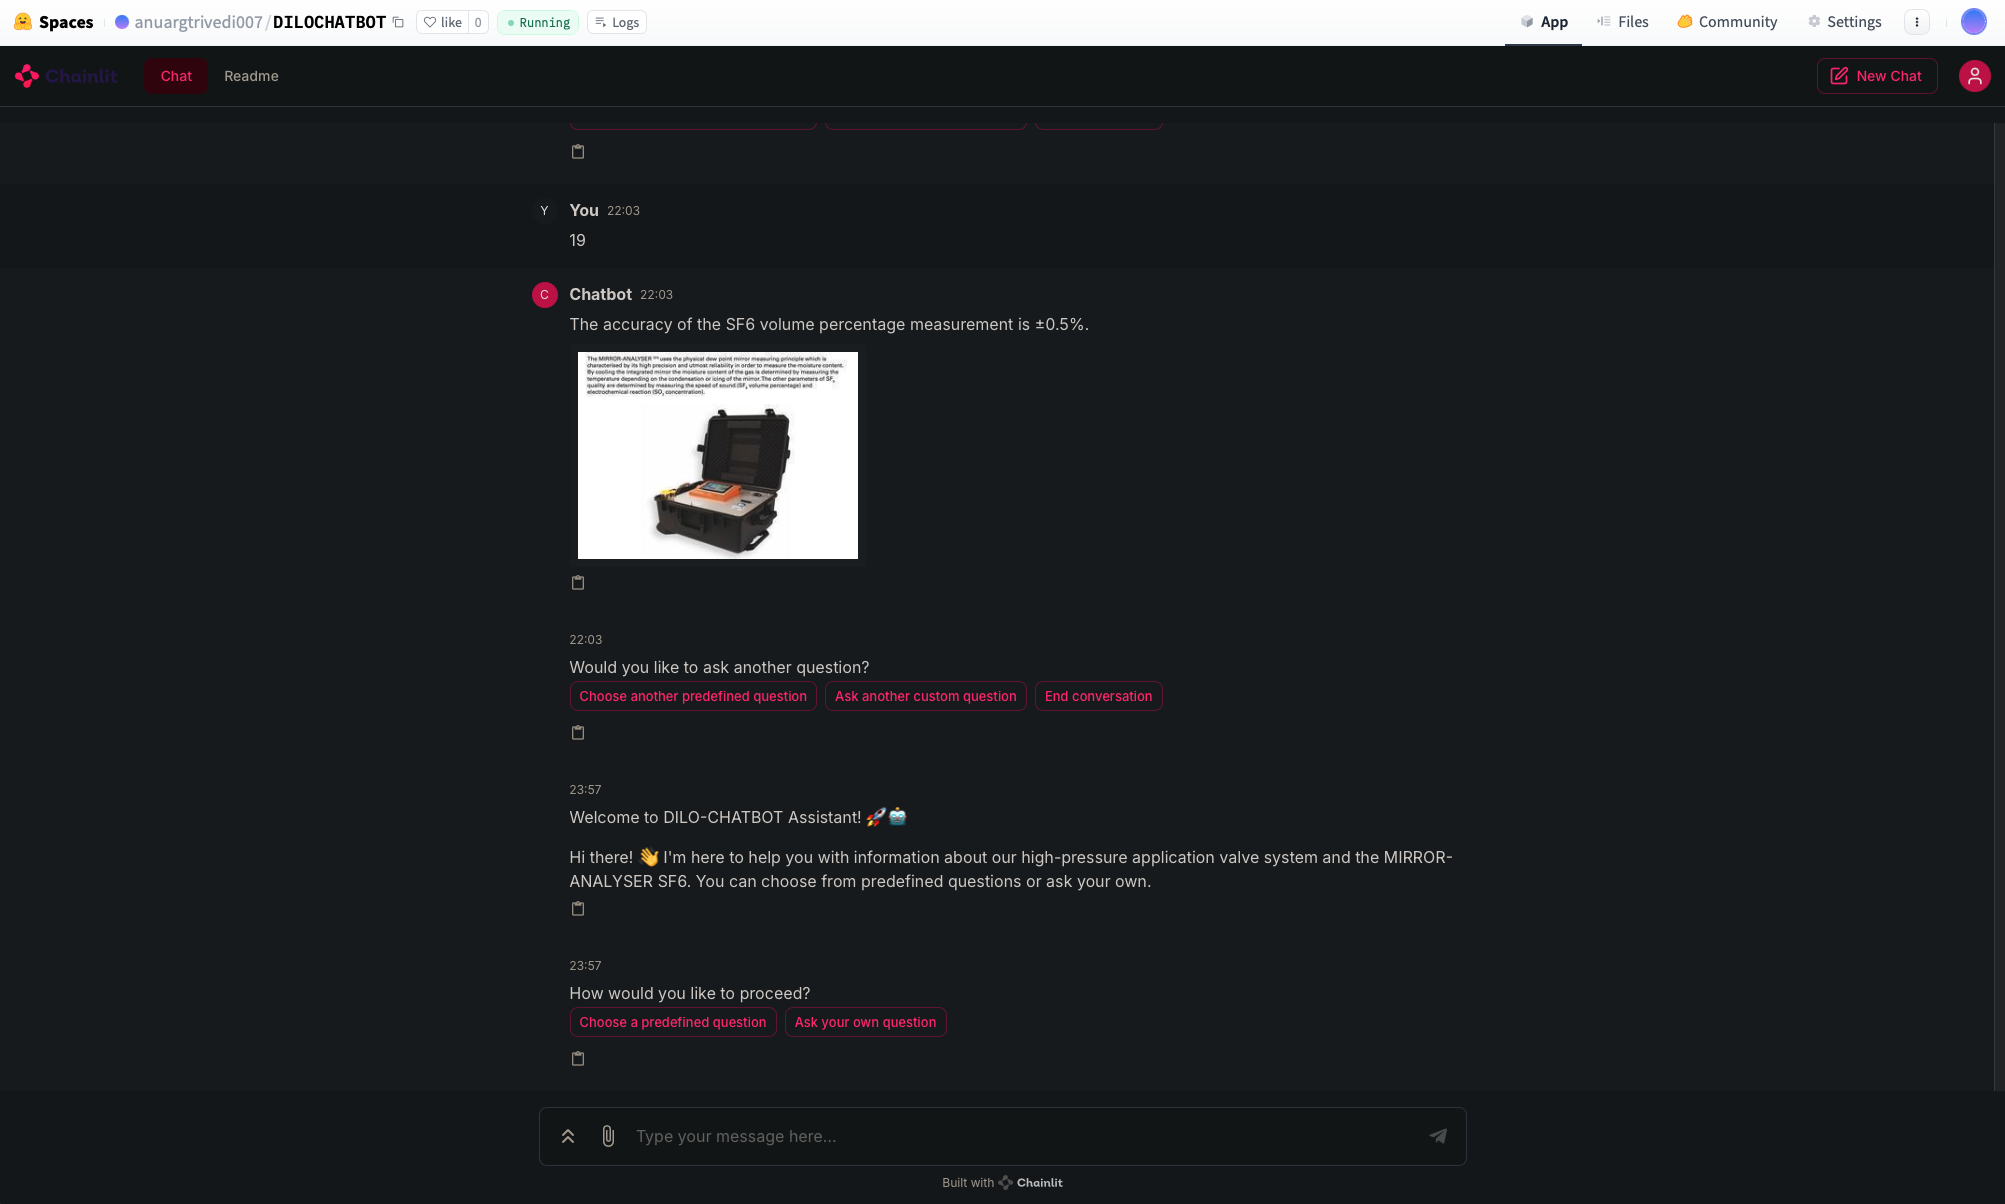 Spaces
anuargtrivedi007/DILOCHATBOT
like 0
Running
Logs
App
Files
Community
Settings
Chainlit
Chat
Readme
New Chat
Y You 22:03
19
C Chatbot 22:03
The accuracy of the SF6 volume percentage measurement is ±0.5%.
The MIRROR-ANALYSER SF6 uses the physical dew point mirror measuring principle which is
characterised by its high precision and utmost reliability in order to measure the moisture content.
By cooling the integrated mirror the moisture content of the gas is determined by measuring the
temperature depending on the condensation or icing of the mirror. The other parameters of SF6
quality are determined by measuring the speed of sound (SF6 volume percentage) and
electrochemical reaction (SO2 concentration).
22:03
Would you like to ask another question?
Choose another predefined question
Ask another custom question
End conversation
23:57
Welcome to DILO-CHATBOT Assistant! 🚀🤖
Hi there! 👋 I'm here to help you with information about our high-pressure application valve system and the MIRROR-
ANALYSER SF6. You can choose from predefined questions or ask your own.
23:57
How would you like to proceed?
Choose a predefined question
Ask your own question
Type your message here...
Built with Chainlit